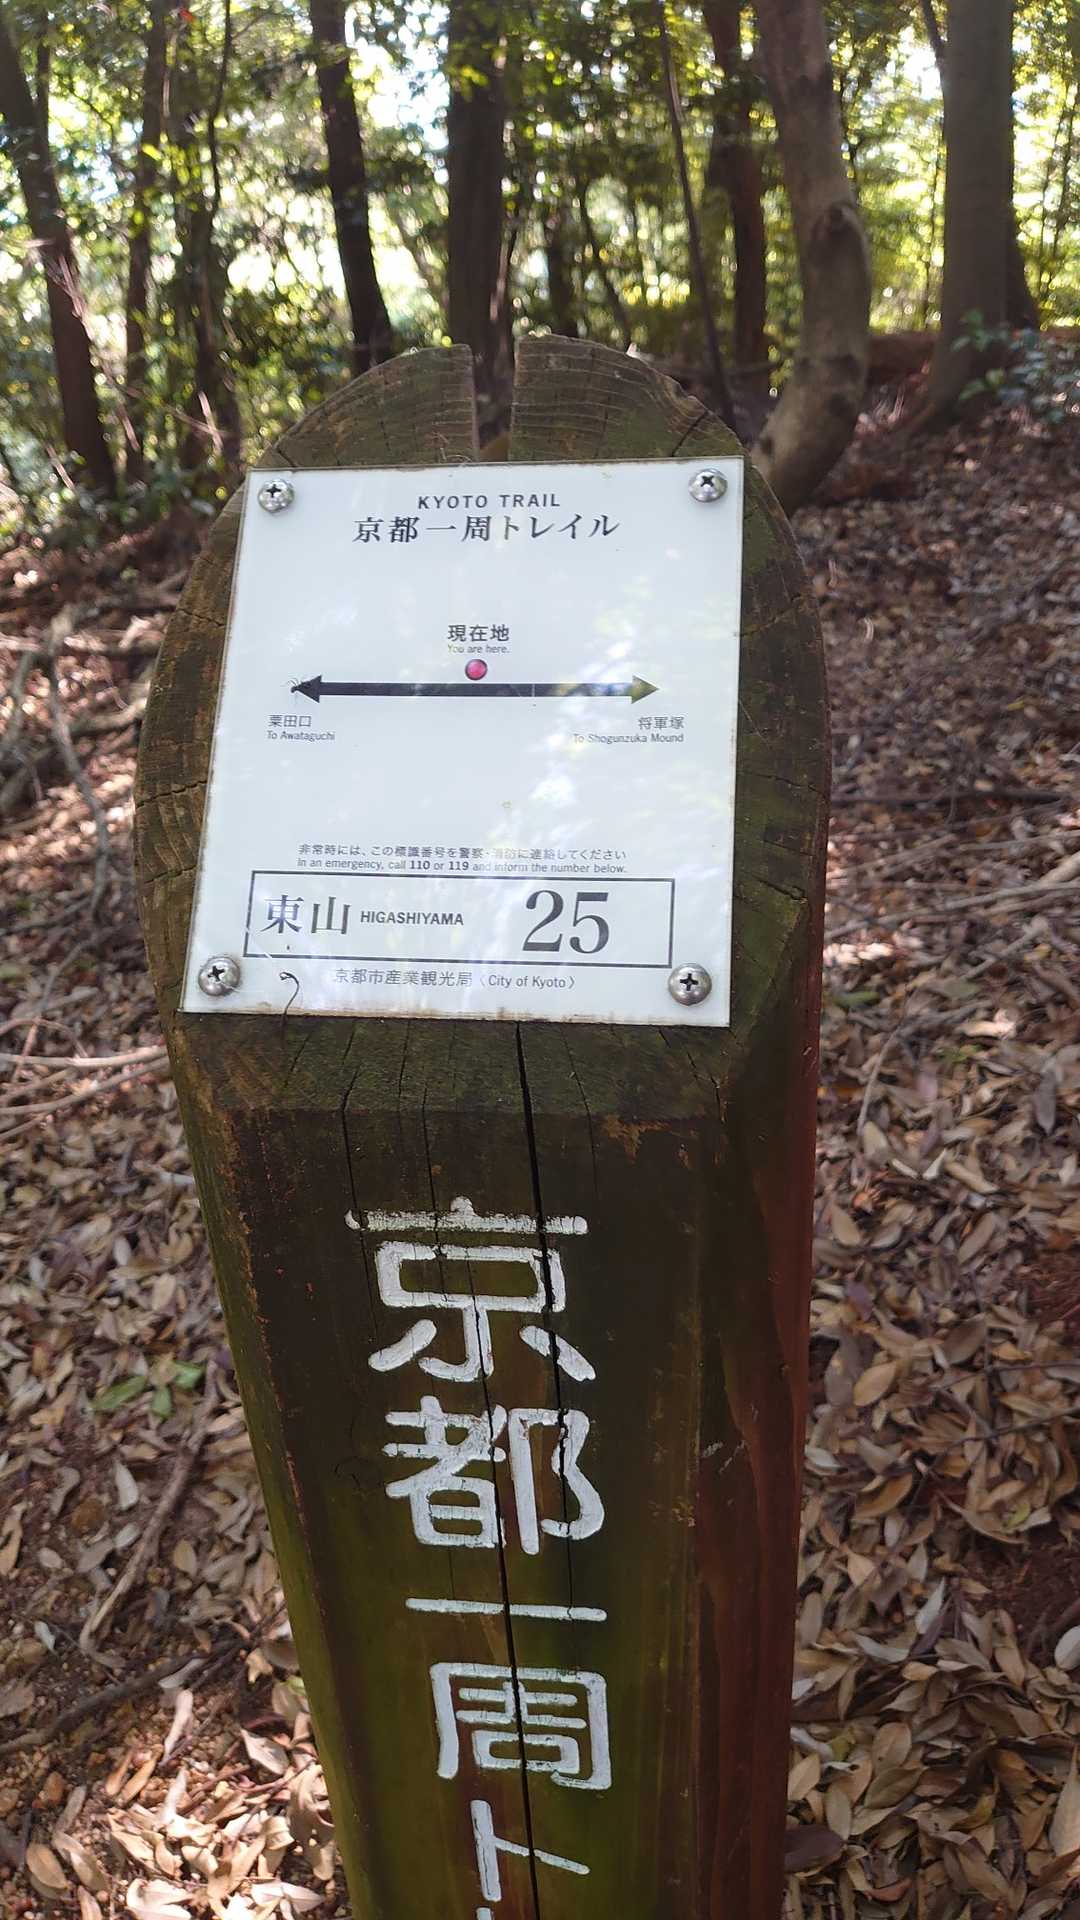 KYOTO TRAIL
京都一周トレイル
現在地
You are here.
粟田口
To Awataguchi
将軍塚
To Shogunzuka Mound
非常時には、この標識番号を警察・消防に連絡してください
In an emergency, call 110 or 119 and inform the number below.
東山 HIGASHIYAMA 25
京都市産業観光局〈City of Kyoto〉
京都一周ト